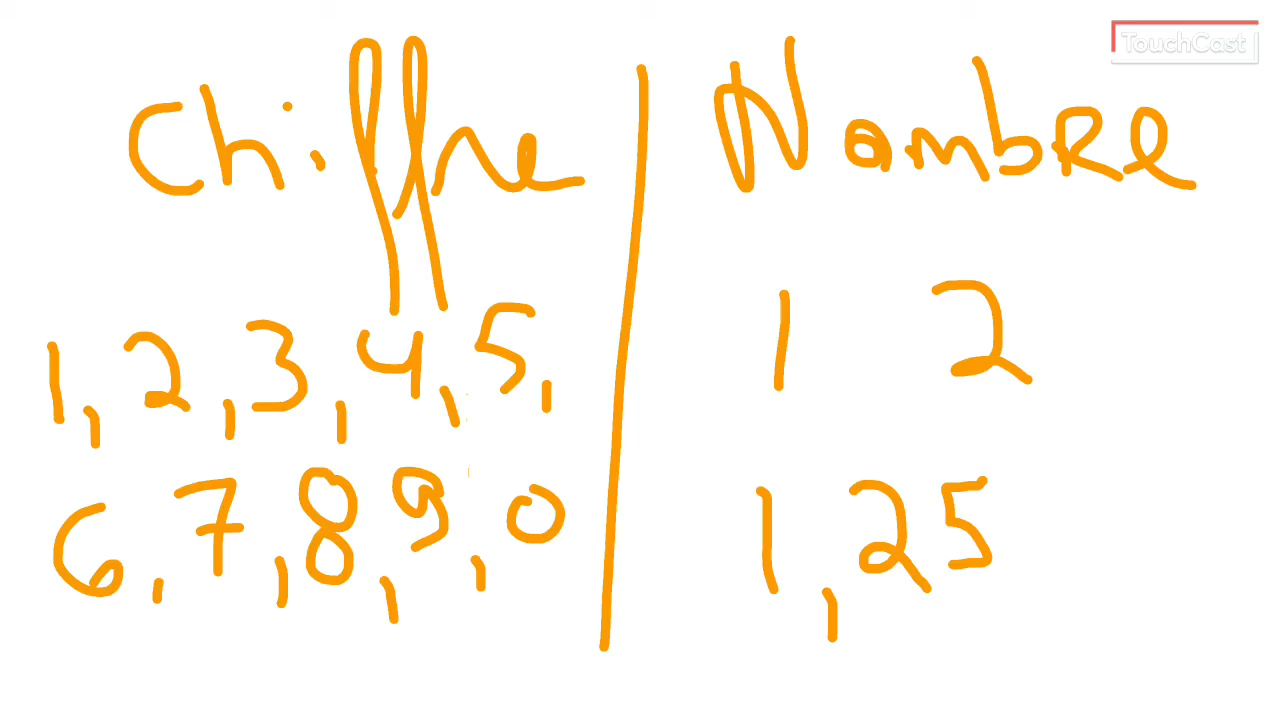 TouchCast
Chiffre
Nombre
1, 2, 3, 4, 5,
6, 7, 8, 9, 0
1 2
1,25